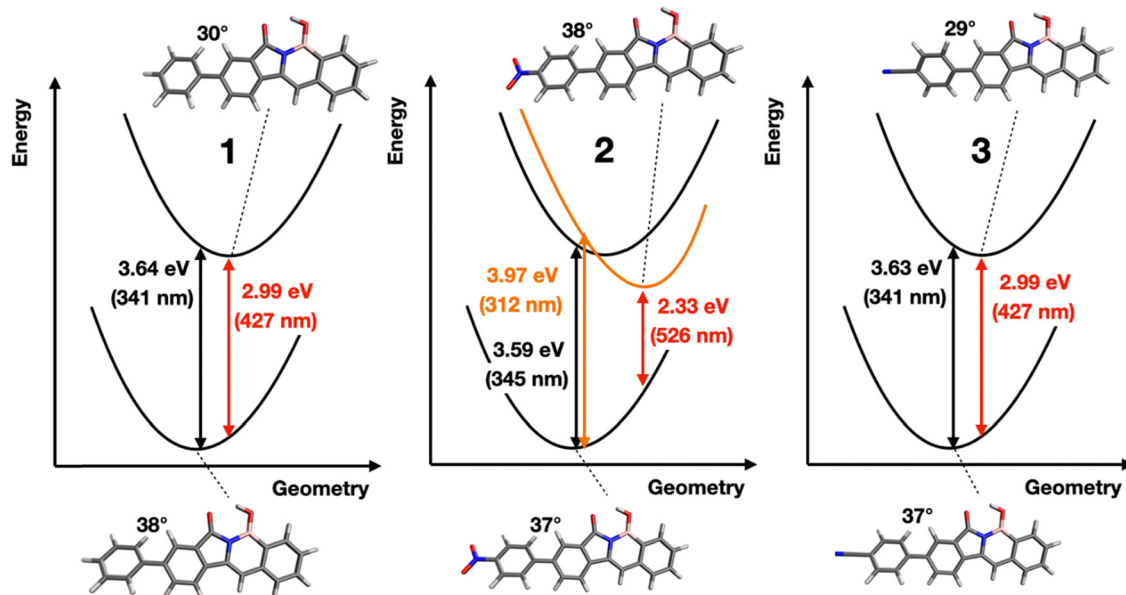 30°
Energy
1
3.64 eV
(341 nm)
2.99 eV
(427 nm)
Geometry
38°
38°
Energy
2
3.97 eV
(312 nm)
3.59 eV
(345 nm)
2.33 eV
(526 nm)
Geometry
37°
29°
Energy
3
3.63 eV
(341 nm)
2.99 eV
(427 nm)
Geometry
37°